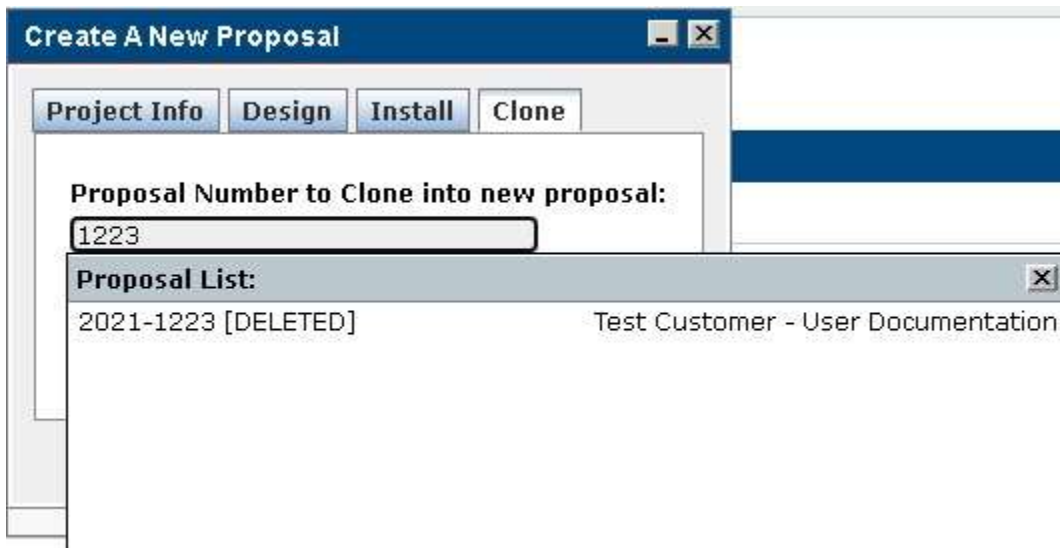 Create A New Proposal
Project Info Design Install Clone
Proposal Number to Clone into new proposal:
1223
Proposal List:
2021-1223 [DELETED] Test Customer - User Documentation